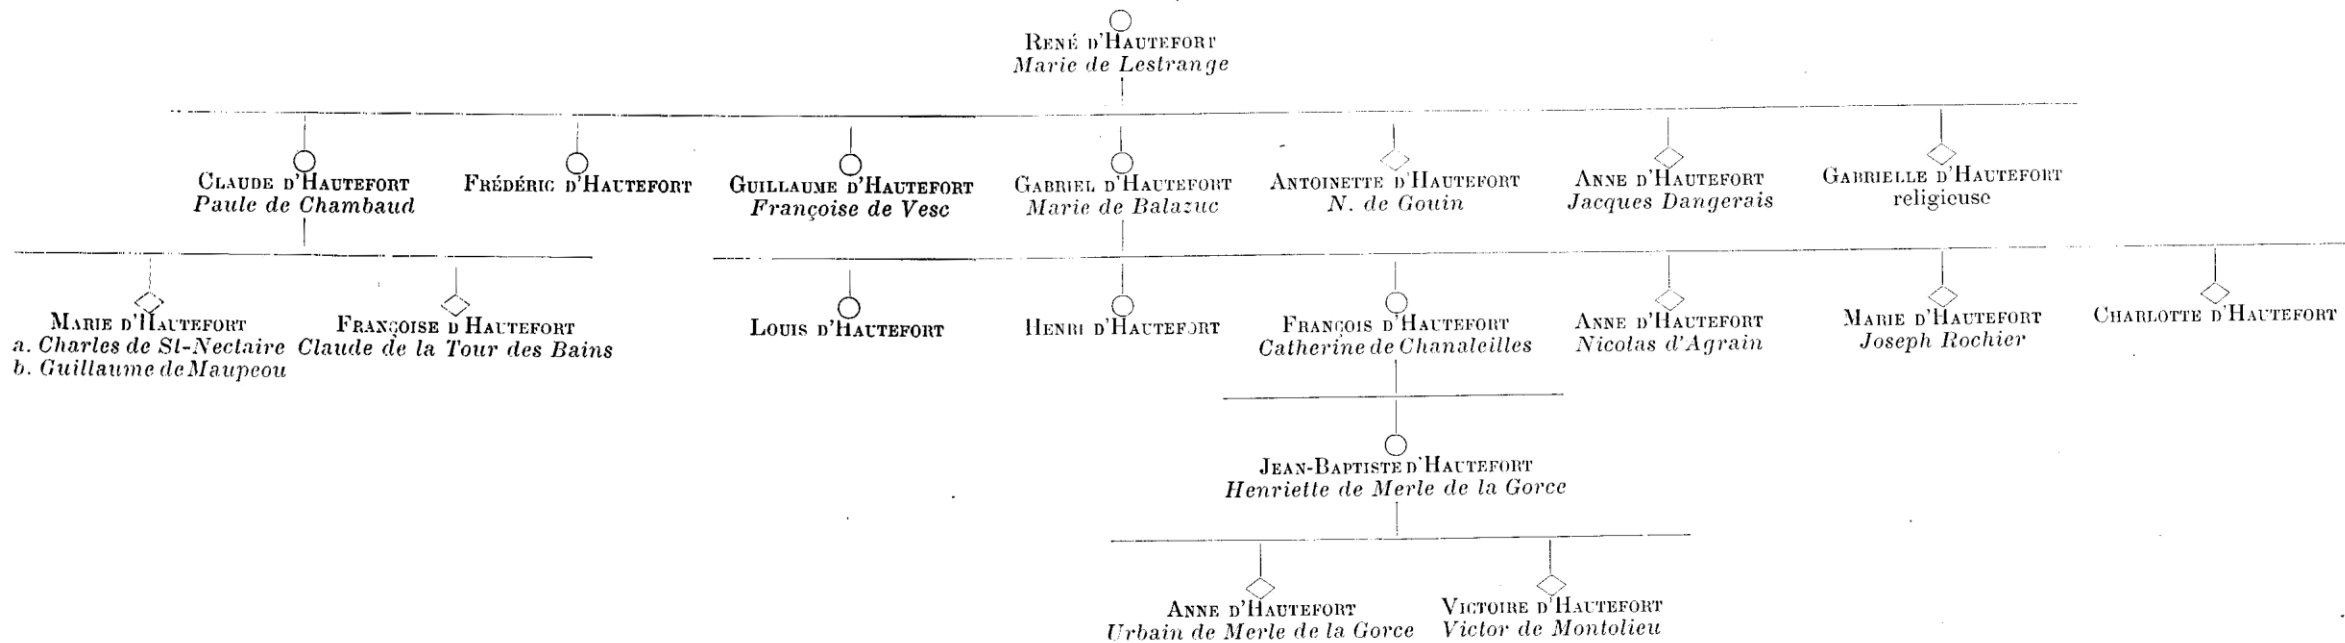 René d'Hautefort
Marie de Lestrange
Claude d'Hautefort
Paule de Chambaud
Frédéric d'Hautefort
Guillaume d'Hautefort
Françoise de Vesc
Gabriel d'Hautefort
Marie de Balazuc
Antoinette d'Hautefort
N. de Gouin
Anne d'Hautefort
Jacques Dangerais
Gabrielle d'Hautefort
religieuse
Marie d'Hautefort
a. Charles de St-Nectaire
b. Guillaume de Maupeou
Françoise d Hautefort
Claude de la Tour des Bains
Louis d'Hautefort
Henri d'Hautefort
François d'Hautefort
Catherine de Chanaleilles
Anne d'Hautefort
Nicolas d'Agrain
Marie d'Hautefort
Joseph Rochier
Charlotte d'Hautefort
Jean-Baptiste d'Hautefort
Henriette de Merle de la Gorce
Anne d'Hautefort
Urbain de Merle de la Gorce
Victoire d'Hautefort
Victor de Montolieu